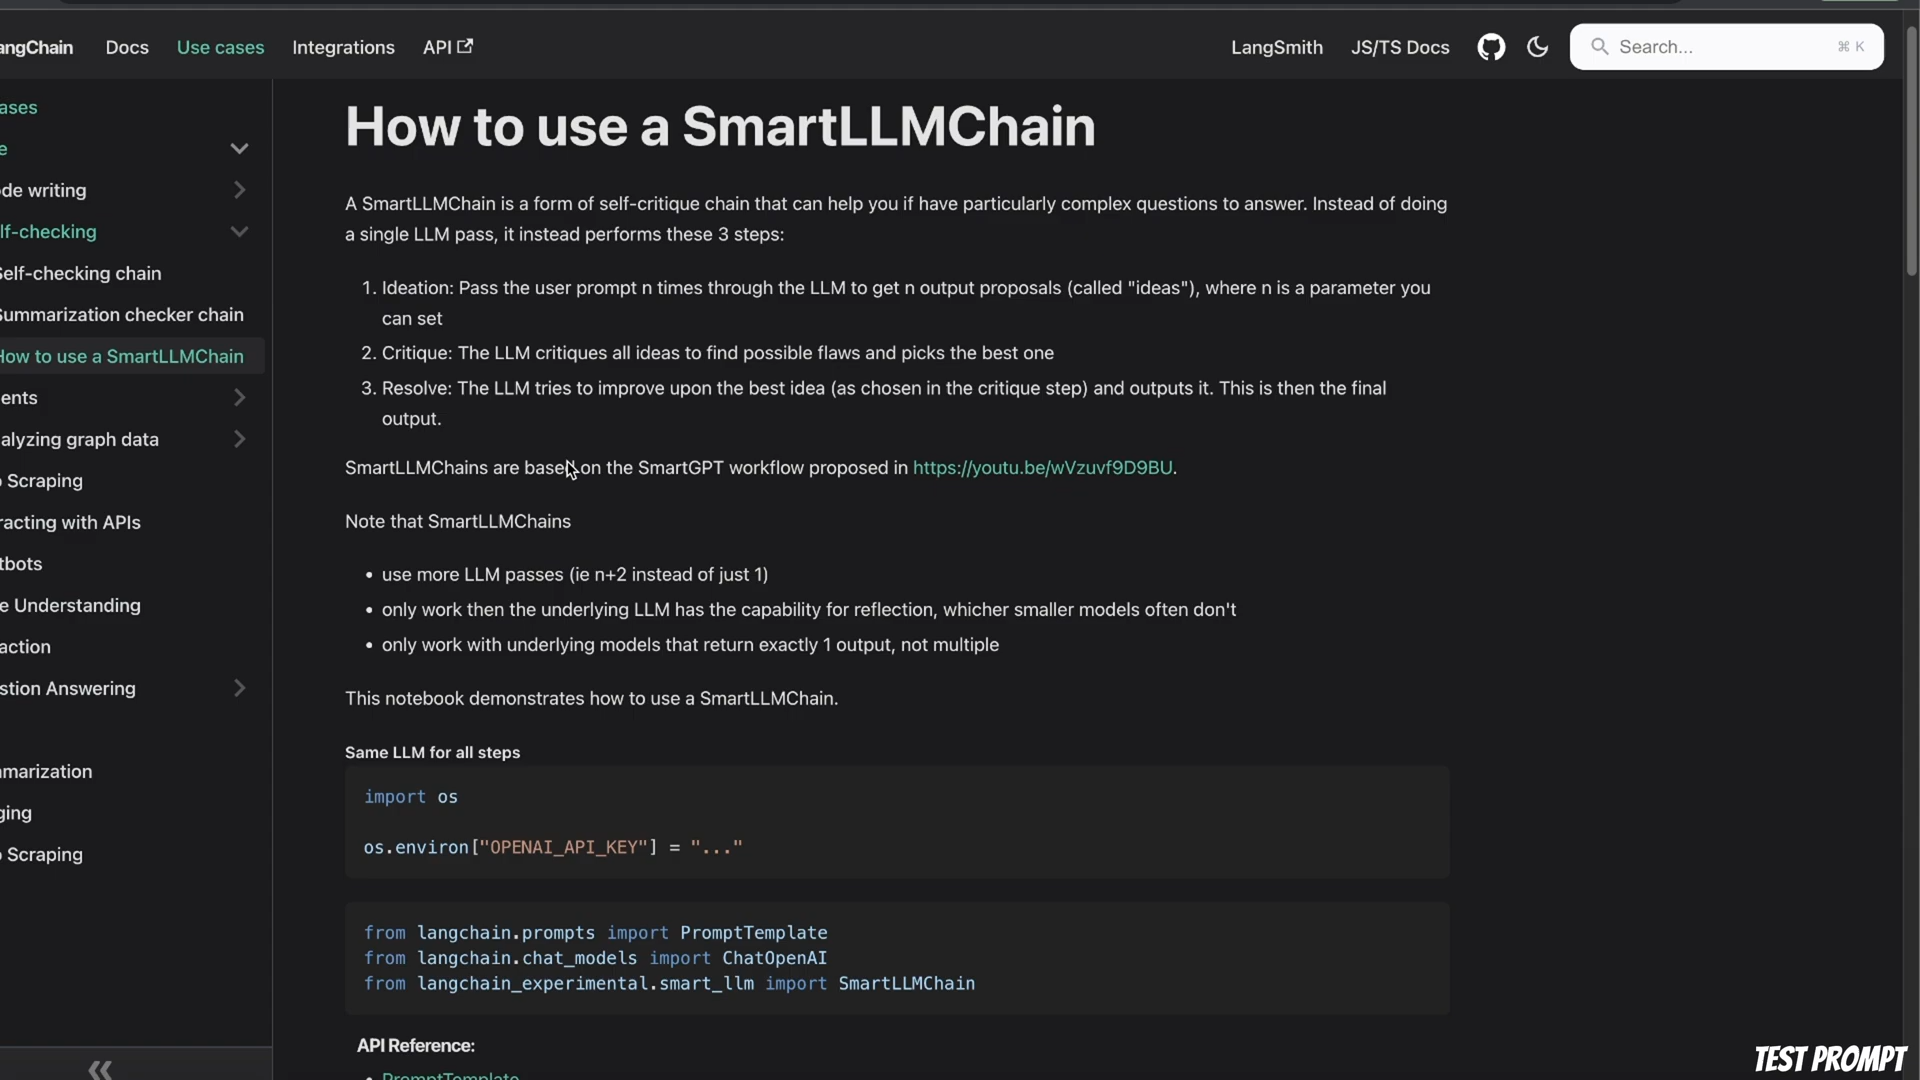 angChain Docs Use cases Integrations API LangSmith JS/TS Docs Search... ⌘ K
ases
e
de writing
lf-checking
Self-checking chain
Summarization checker chain
How to use a SmartLLMChain
ents
alyzing graph data
o Scraping
racting with APIs
tbots
e Understanding
action
stion Answering
marization
ging
o Scraping
How to use a SmartLLMChain
A SmartLLMChain is a form of self-critique chain that can help you if have particularly complex questions to answer. Instead of doing
a single LLM pass, it instead performs these 3 steps:
1. Ideation: Pass the user prompt n times through the LLM to get n output proposals (called "ideas"), where n is a parameter you
can set
2. Critique: The LLM critiques all ideas to find possible flaws and picks the best one
3. Resolve: The LLM tries to improve upon the best idea (as chosen in the critique step) and outputs it. This is then the final
output.
SmartLLMChains are based on the SmartGPT workflow proposed in https://youtu.be/wVzuvf9D9BU.
Note that SmartLLMChains
• use more LLM passes (ie n+2 instead of just 1)
• only work then the underlying LLM has the capability for reflection, whicher smaller models often don't
• only work with underlying models that return exactly 1 output, not multiple
This notebook demonstrates how to use a SmartLLMChain.
Same LLM for all steps
import os
os.environ["OPENAI_API_KEY"] = "..."
from langchain.prompts import PromptTemplate
from langchain.chat_models import ChatOpenAI
from langchain_experimental.smart_llm import SmartLLMChain
API Reference:
• PromptTemplate
TEST PROMPT